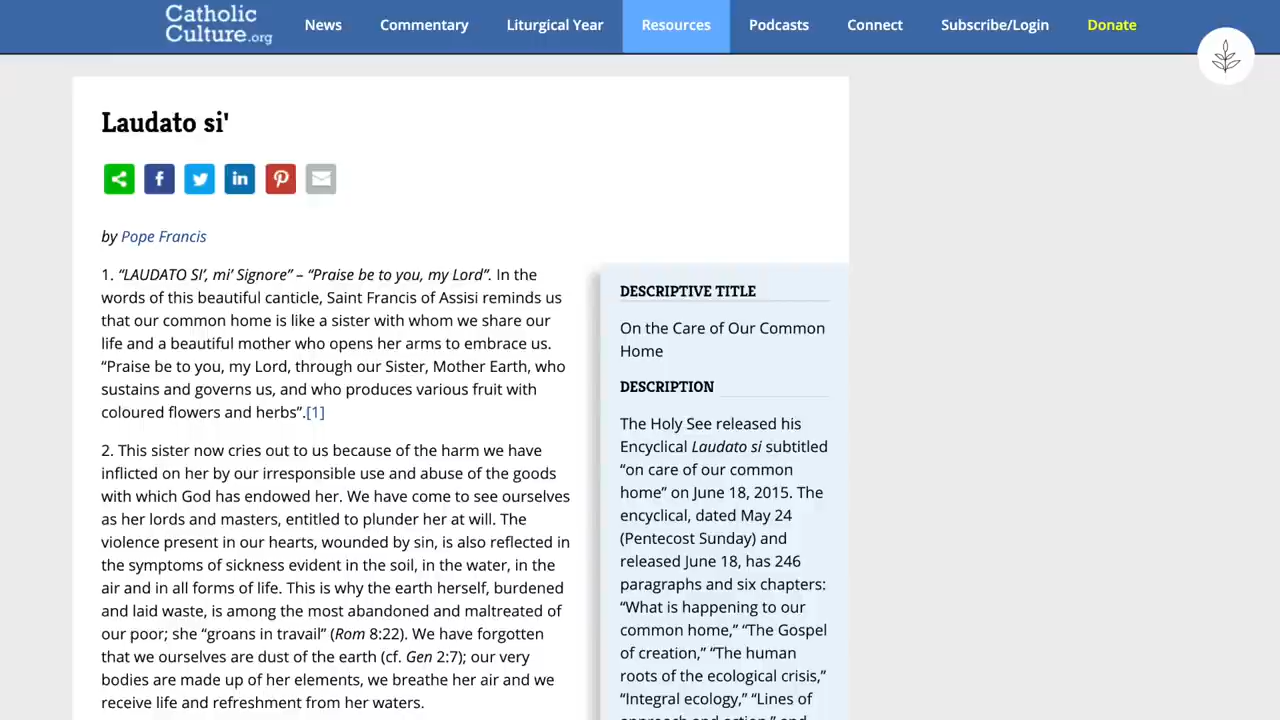 Catholic
Culture.org
News
Commentary
Liturgical Year
Resources
Podcasts
Connect
Subscribe/Login
Donate
Laudato si'
by Pope Francis
1. “LAUDATO SI’, mi’ Signore” – “Praise be to you, my Lord”. In the
words of this beautiful canticle, Saint Francis of Assisi reminds us
that our common home is like a sister with whom we share our
life and a beautiful mother who opens her arms to embrace us.
“Praise be to you, my Lord, through our Sister, Mother Earth, who
sustains and governs us, and who produces various fruit with
coloured flowers and herbs”.[1]
2. This sister now cries out to us because of the harm we have
inflicted on her by our irresponsible use and abuse of the goods
with which God has endowed her. We have come to see ourselves
as her lords and masters, entitled to plunder her at will. The
violence present in our hearts, wounded by sin, is also reflected in
the symptoms of sickness evident in the soil, in the water, in the
air and in all forms of life. This is why the earth herself, burdened
and laid waste, is among the most abandoned and maltreated of
our poor; she “groans in travail” (Rom 8:22). We have forgotten
that we ourselves are dust of the earth (cf. Gen 2:7); our very
bodies are made up of her elements, we breathe her air and we
receive life and refreshment from her waters.
DESCRIPTIVE TITLE
On the Care of Our Common
Home
DESCRIPTION
The Holy See released his
Encyclical Laudato si subtitled
“on care of our common
home” on June 18, 2015. The
encyclical, dated May 24
(Pentecost Sunday) and
released June 18, has 246
paragraphs and six chapters:
“What is happening to our
common home,” “The Gospel
of creation,” “The human
roots of the ecological crisis,”
“Integral ecology,” “Lines of
approach and action,” and